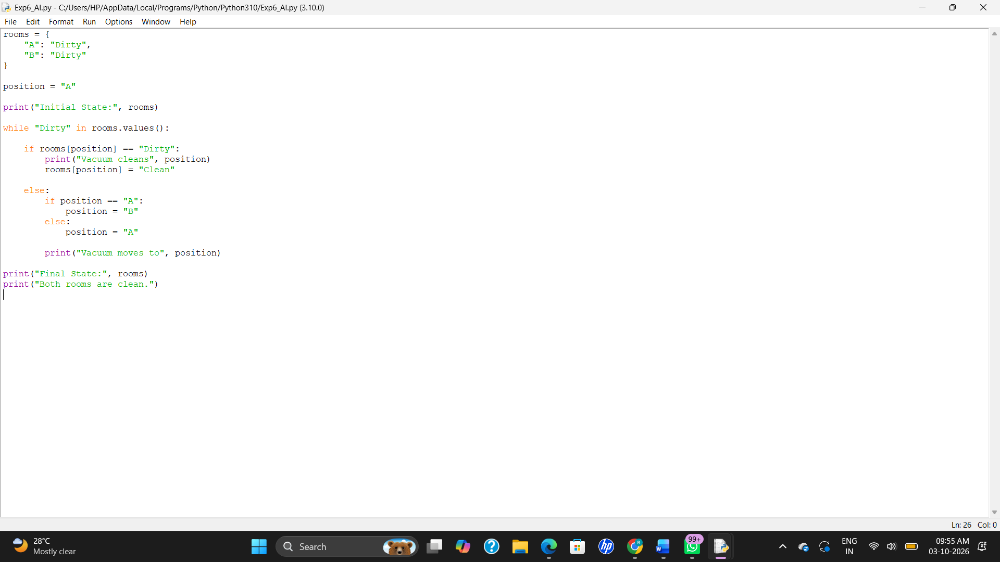 Exp6_AI.py - C:/Users/HP/AppData/Local/Programs/Python/Python310/Exp6_AI.py (3.10.0)
File Edit Format Run Options Window Help
rooms = {
    "A": "Dirty",
    "B": "Dirty"
}
position = "A"
print("Initial State:", rooms)
while "Dirty" in rooms.values():
    if rooms[position] == "Dirty":
        print("Vacuum cleans", position)
        rooms[position] = "Clean"
    else:
        if position == "A":
            position = "B"
        else:
            position = "A"
        print("Vacuum moves to", position)
print("Final State:", rooms)
print("Both rooms are clean.")
Ln: 26 Col: 0
28°C
Mostly clear
Search
hp
R
W
99+
ENG
IN
09:55 AM
03-10-2026